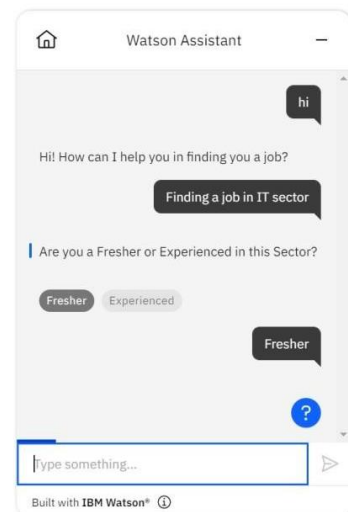 Watson Assistant
hi
Hi! How can I help you in finding you a job?
Finding a job in IT sector
Are you a Fresher or Experienced in this Sector?
Fresher Experienced
Fresher
?
Type something...
Built with IBM Watson®